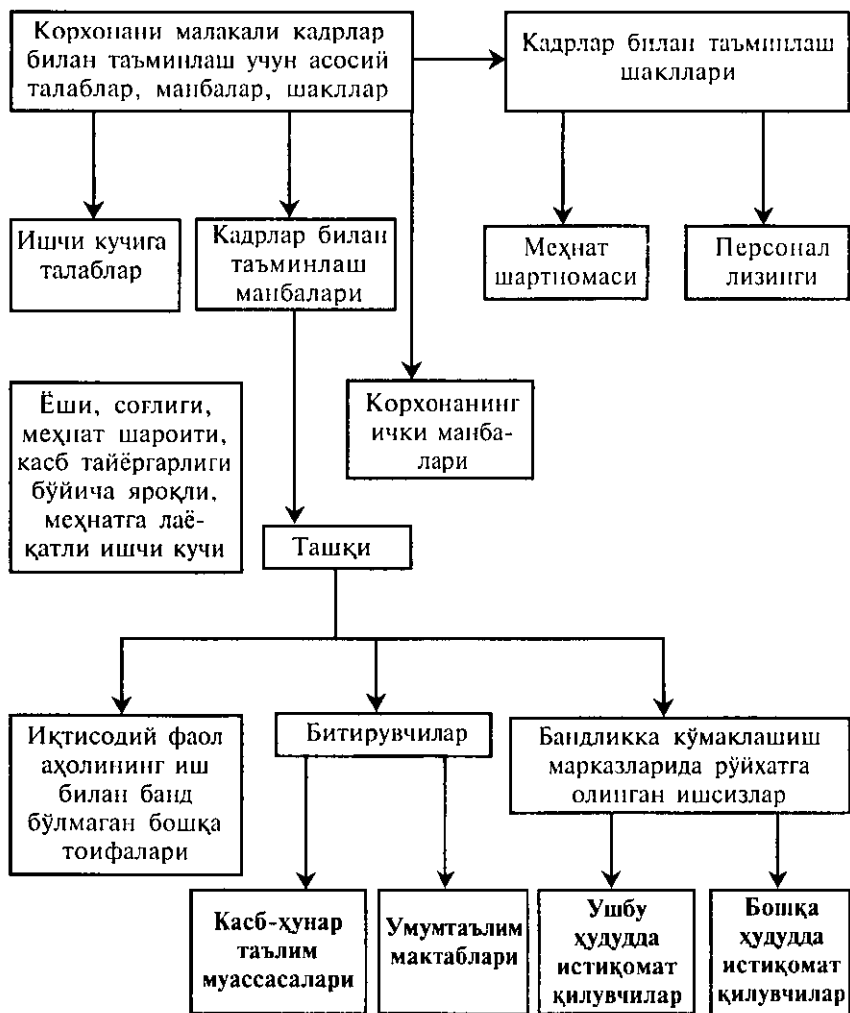 Корхонани малакали кадрлар
билан таъминлаш учун асосий
талаблар, манбалар, шакллар
Кадрлар билан таъминлаш
шакллари
Ишчи кучига
талаблар
Кадрлар билан
таъминлаш
манбалари
Меҳнат
шартномаси
Персонал
лизинги
Ёши, соғлиги,
меҳнат шароити,
касб тайёргарлиги
бўйича яроқли,
меҳнатга лаё-
қатли ишчи кучи
Корхонанинг
ички манба-
лари
Ташқи
Иқтисодий фаол
аҳолининг иш
билан банд
бўлмаган бошқа
тоифалари
Битирувчилар
Бандликка кўмаклашиш
марказларида рўйхатга
олинган ишсизлар
Касб-ҳунар
таълим
муассасалари
Умумтаълим
мактаблари
Ушбу
ҳудудда
истиқомат
қилувчилар
Бошқа
ҳудудда
истиқомат
қилувчилар